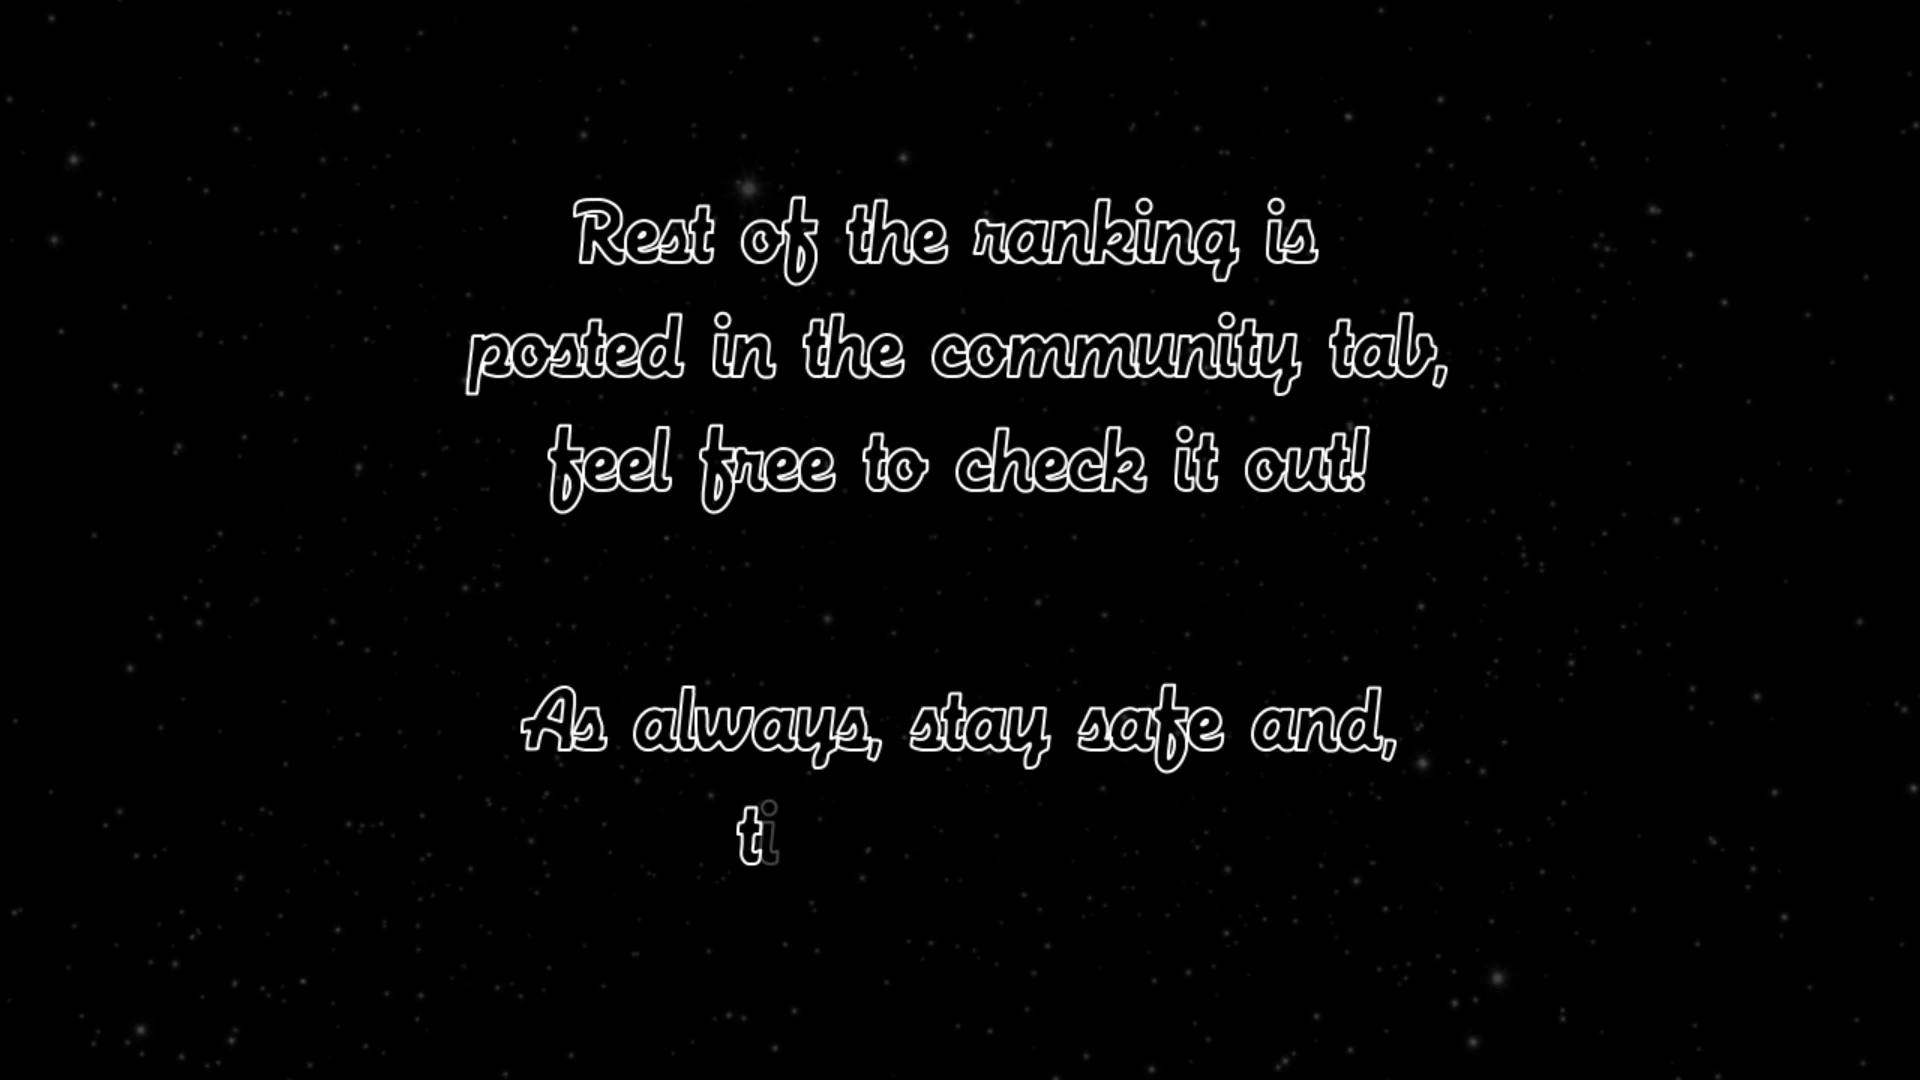 Rest of the ranking is
posted in the community tab,
feel free to check it out!
As always, stay safe and,
ti